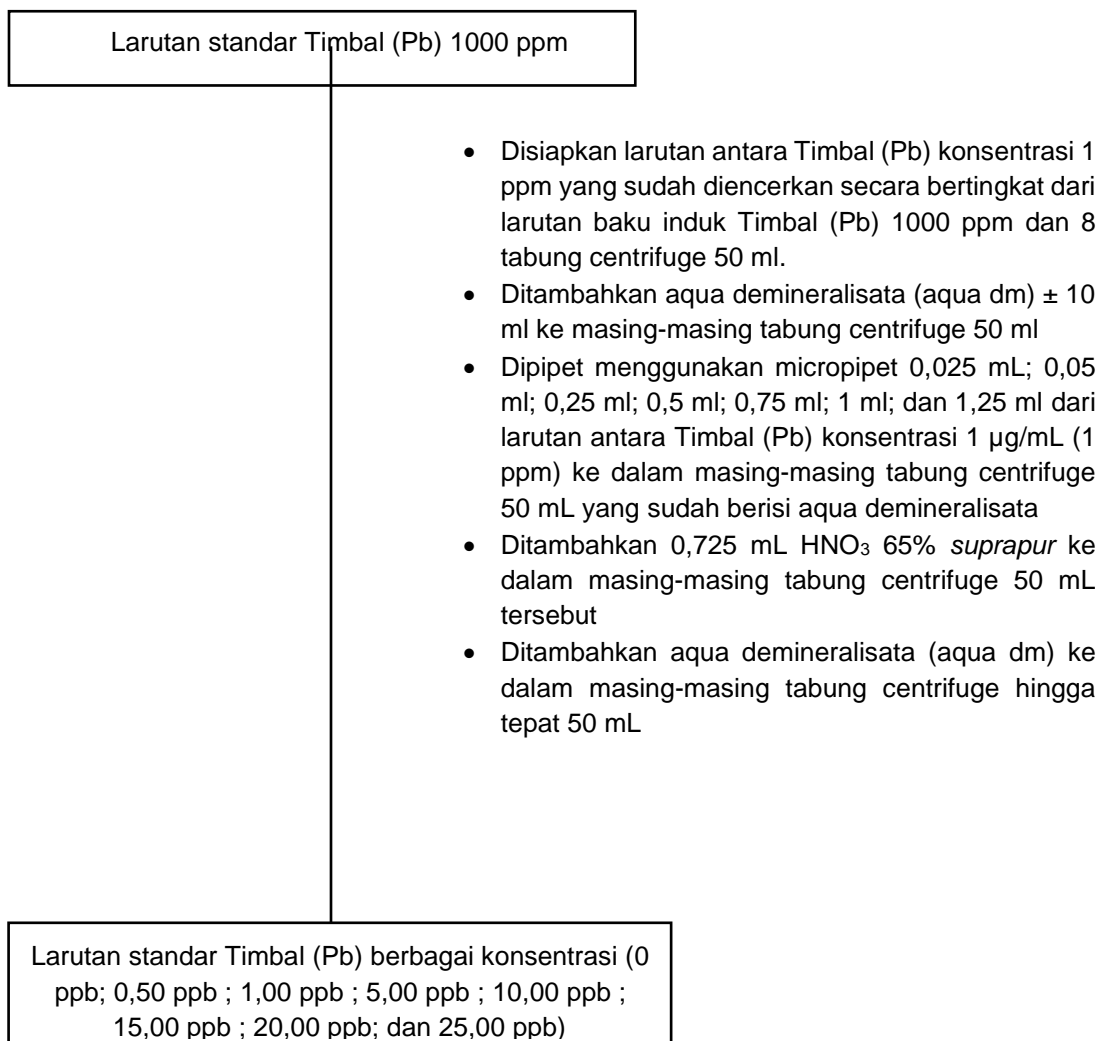 Larutan standar Timbal (Pb) 1000 ppm
• Disiapkan larutan antara Timbal (Pb) konsentrasi 1
ppm yang sudah diencerkan secara bertingkat dari
larutan baku induk Timbal (Pb) 1000 ppm dan 8
tabung centrifuge 50 ml.
• Ditambahkan aqua demineralisata (aqua dm) ± 10
ml ke masing-masing tabung centrifuge 50 ml
• Dipipet menggunakan micropipet 0,025 mL; 0,05
ml; 0,25 ml; 0,5 ml; 0,75 ml; 1 ml; dan 1,25 ml dari
larutan antara Timbal (Pb) konsentrasi 1 µg/mL (1
ppm) ke dalam masing-masing tabung centrifuge
50 mL yang sudah berisi aqua demineralisata
• Ditambahkan 0,725 mL HNO₃ 65% suprapur ke
dalam masing-masing tabung centrifuge 50 mL
tersebut
• Ditambahkan aqua demineralisata (aqua dm) ke
dalam masing-masing tabung centrifuge hingga
tepat 50 mL
Larutan standar Timbal (Pb) berbagai konsentrasi (0
ppb; 0,50 ppb ; 1,00 ppb ; 5,00 ppb ; 10,00 ppb ;
15,00 ppb ; 20,00 ppb; dan 25,00 ppb)